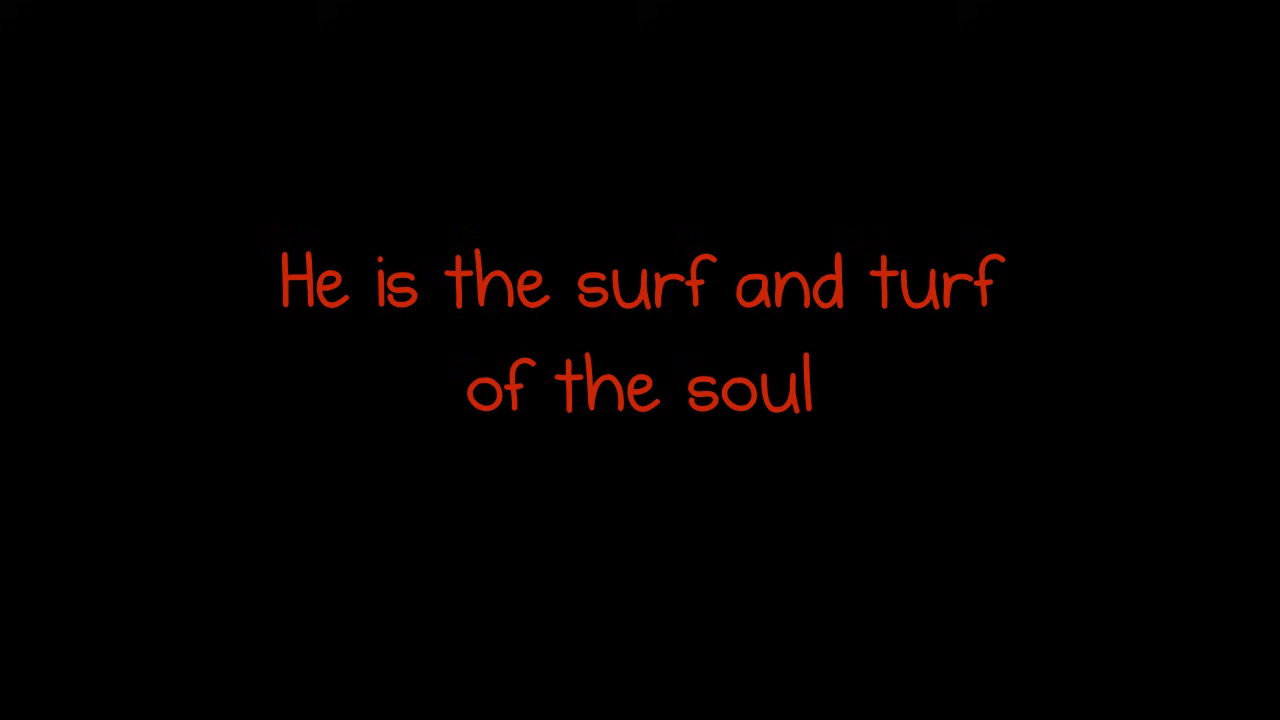 He is the surf and turf
of the soul